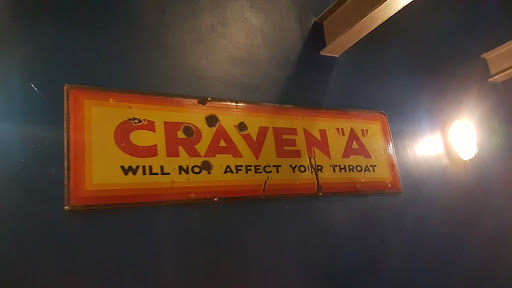 CRAVEN "A"
WILL NOT AFFECT YOUR THROAT